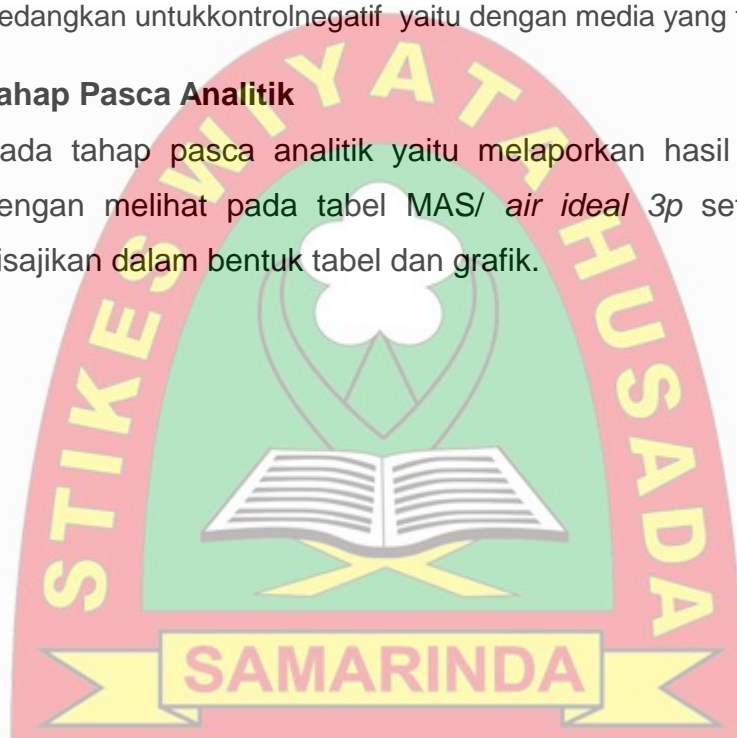 edangkan untukkontrolnegatif yaitu dengan media yang
ahap Pasca Analitik
ada tahap pasca analitik yaitu melaporkan hasil
engan melihat pada tabel MAS/ air ideal 3p
isajikan dalam bentuk tabel dan grafik.
STIKES WIYATA HUSADA
SAMARINDA